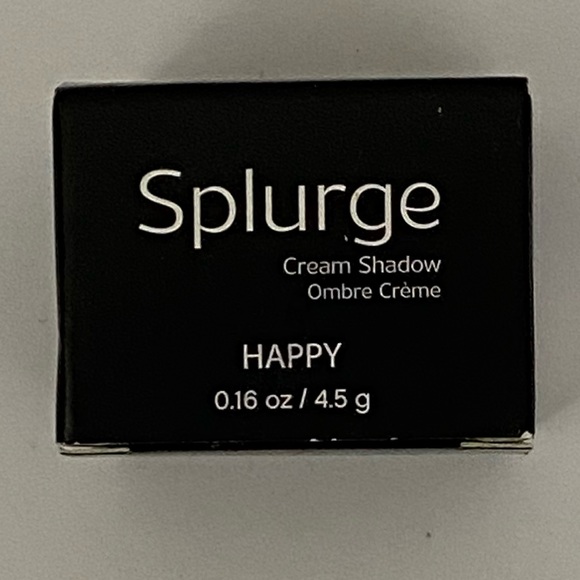 Splurge
Cream Shadow
Ombre Crème
HAPPY
0.16 oz / 4.5 g